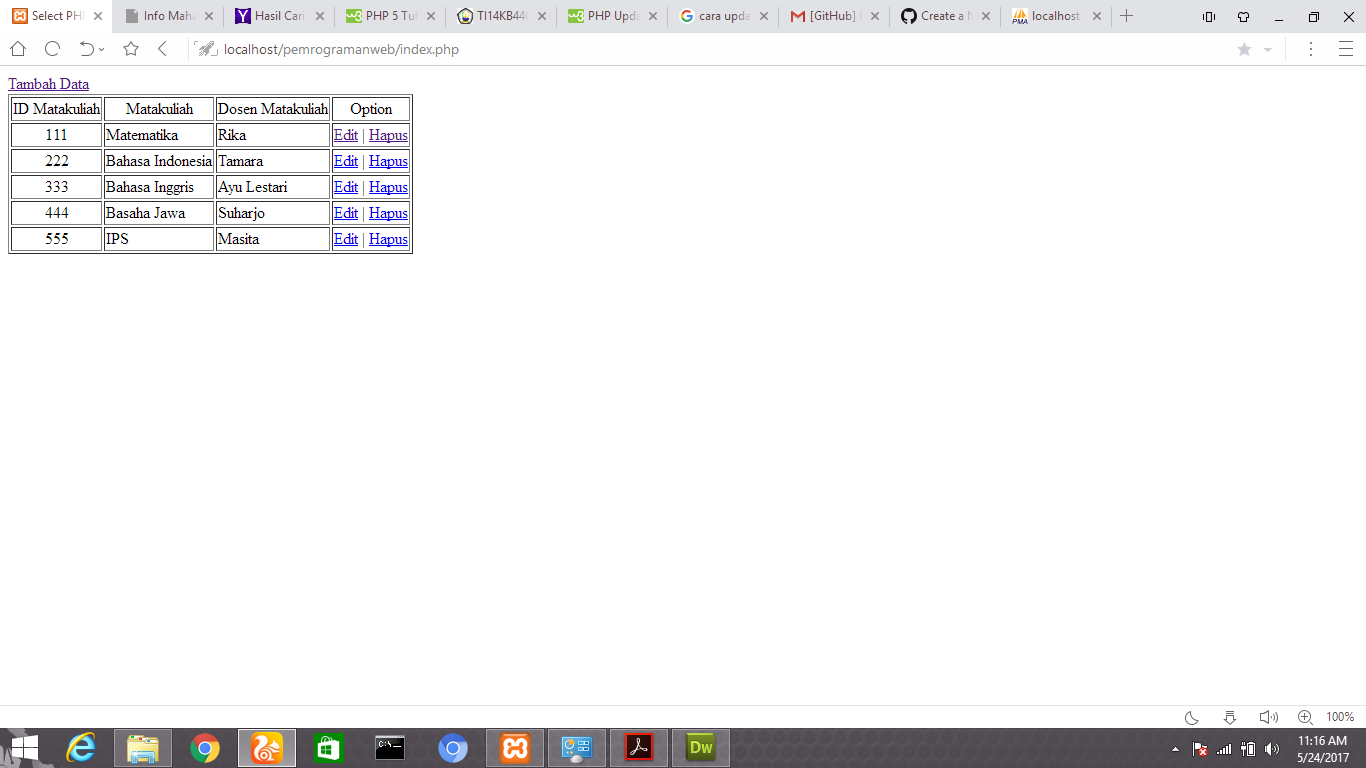 Select PH
Info Maha
Hasil Cari
PHP 5 Tut
TI14KB44
PHP Upda
cara upda
[GitHub]
Create a N
localhost
localhost/pemrogramanweb/index.php
Tambah Data
ID Matakuliah Matakuliah Dosen Matakuliah Option
111 Matematika Rika Edit | Hapus
222 Bahasa Indonesia Tamara Edit | Hapus
333 Bahasa Inggris Ayu Lestari Edit | Hapus
444 Basaha Jawa Suharjo Edit | Hapus
555 IPS Masita Edit | Hapus
100%
11:16 AM
5/24/2017